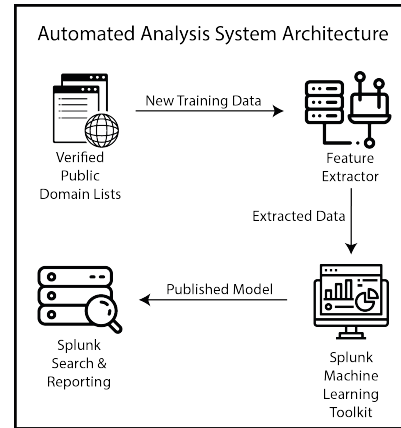 Automated Analysis System Architecture
New Training Data
Verified
Public
Domain Lists
Feature
Extractor
Extracted Data
Published Model
Splunk
Search &
Reporting
Splunk
Machine
Learning
Toolkit